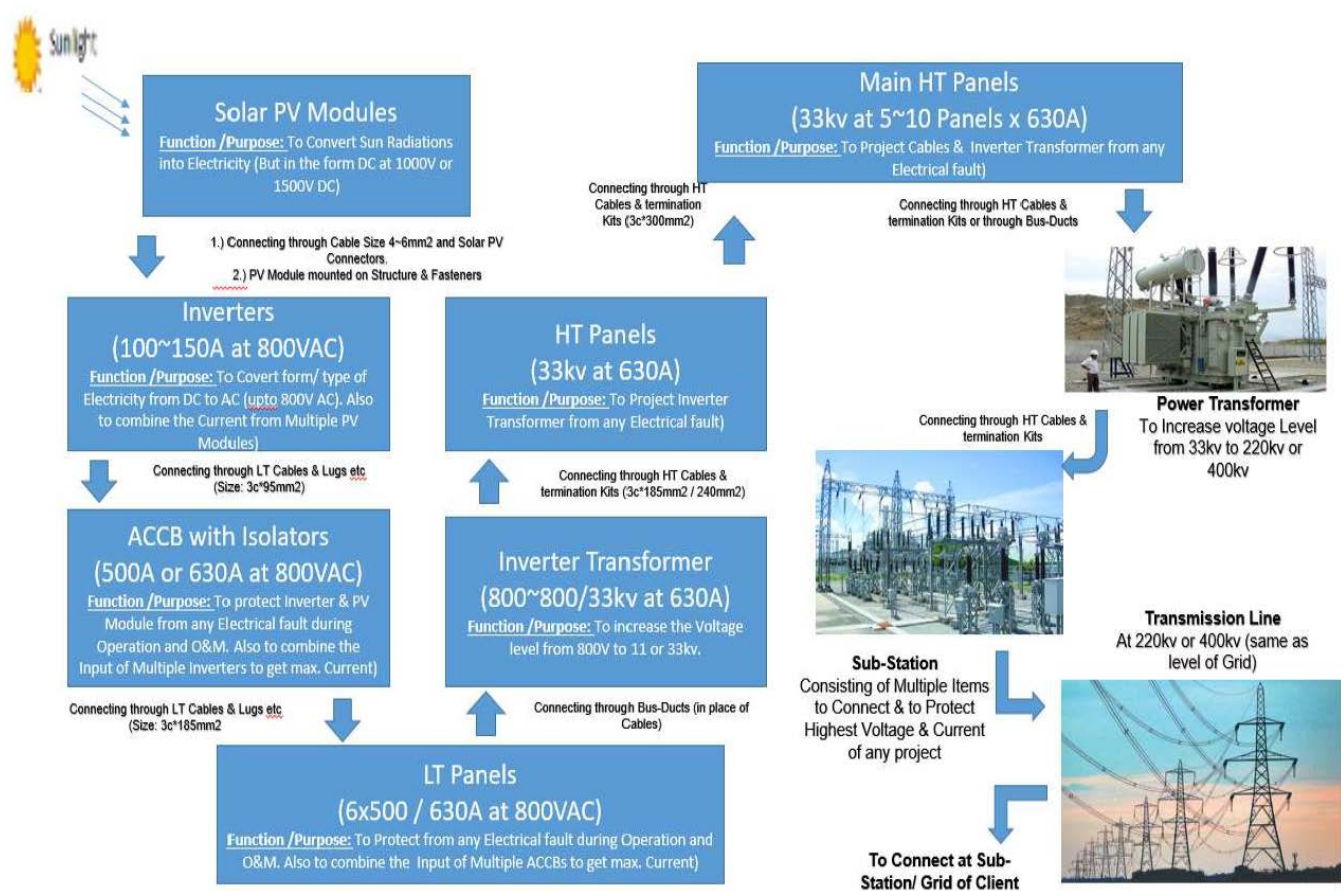 Sunlight
Solar PV Modules
Function /Purpose: To Convert Sun Radiations
into Electricity (But in the form DC at 1000V or
1500V DC)
1.) Connecting through Cable Size 4~6mm2 and Solar PV
Connectors.
2.) PV Module mounted on Structure & Fasteners
Inverters
(100~150A at 800VAC)
Function /Purpose: To Covert form/ type of
Electricity from DC to AC (upto 800V AC). Also
to combine the Current from Multiple PV
Modules)
Connecting through LT Cables & Lugs etc
(Size: 3c*95mm2)
ACCB with Isolators
(500A or 630A at 800VAC)
Function /Purpose: To protect Inverter & PV
Module from any Electrical fault during
Operation and O&M. Also to combine the
Input of Multiple Inverters to get max. Current)
Connecting through LT Cables & Lugs etc
(Size: 3c*185mm2
LT Panels
(6x500 / 630A at 800VAC)
Function /Purpose: To Protect from any Electrical fault during Operation and
O&M. Also to combine the Input of Multiple ACCBs to get max. Current)
Connecting through Bus-Ducts (in place of
Cables)
Inverter Transformer
(800~800/33kv at 630A)
Function /Purpose: To increase the Voltage
level from 800V to 11 or 33kv.
Connecting through HT Cables &
termination Kits (3c*185mm2 / 240mm2)
HT Panels
(33kv at 630A)
Function /Purpose: To Project Inverter
Transformer from any Electrical fault)
Connecting through HT
Cables & termination
Kits (3c*300mm2)
Main HT Panels
(33kv at 5~10 Panels x 630A)
Function /Purpose: To Project Cables & Inverter Transformer from any
Electrical fault)
Connecting through HT Cables &
termination Kits or through Bus-Ducts
Power Transformer
To Increase voltage Level
from 33kv to 220kv or
400kv
Connecting through HT Cables &
termination Kits
Sub-Station
Consisting of Multiple Items
to Connect & to Protect
Highest Voltage & Current
of any project
Transmission Line
At 220kv or 400kv (same as
level of Grid)
To Connect at Sub-
Station/ Grid of Client